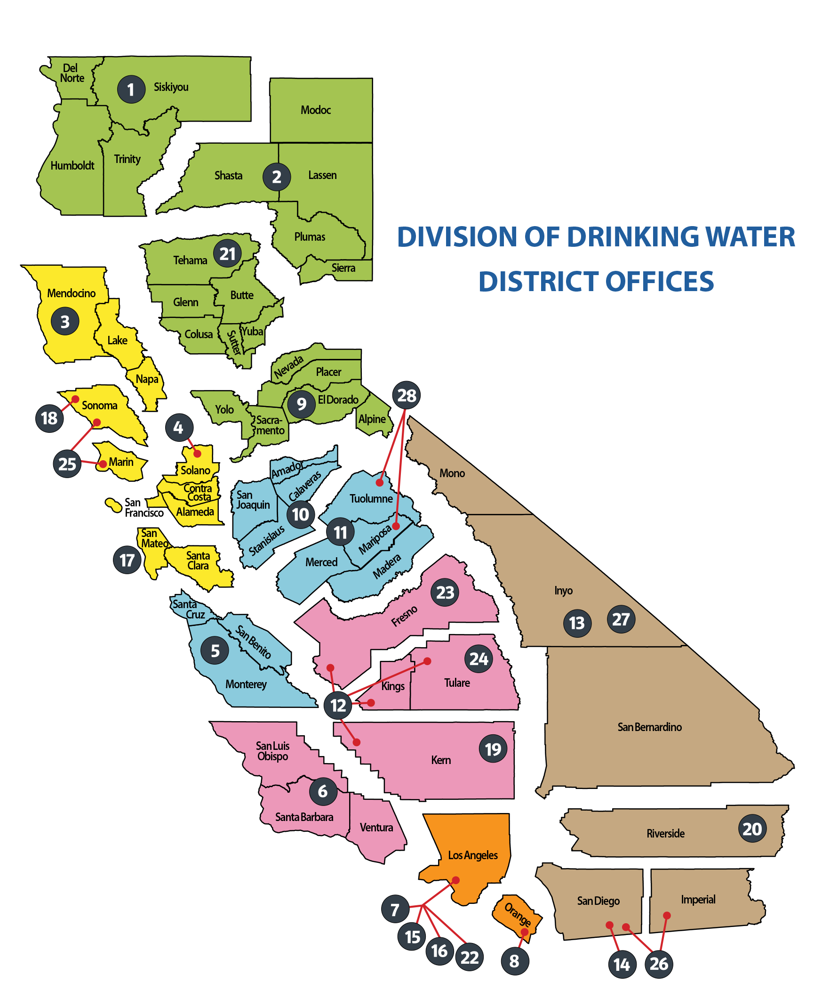 Del
Norte
1
Siskiyou
Modoc
Humboldt
Trinity
Shasta
2
Lassen
Plumas
DIVISION OF DRINKING WATER
DISTRICT OFFICES
Tehama
21
Sierra
Mendocino
3
Glenn
Butte
Lake
Colusa
Sutter
Yuba
Napa
Nevada
Placer
Sonoma
18
Yolo
9
El Dorado
28
Sacra-
mento
Alpine
4
25
Marin
Solano
Amador
Calaveras
Mono
Contra
Costa
San
Joaquin
Tuolumne
San
Francisco
Alameda
10
11
Stanislaus
Mariposa
San
Mateo
17
Santa
Clara
Merced
Madera
23
Inyo
Santa
Cruz
San Benito
Fresno
13
27
5
24
Monterey
Kings
Tulare
12
San Luis
Obispo
Kern
19
San Bernardino
6
Santa Barbara
Ventura
Riverside
20
Los Angeles
7
15
16
22
Orange
8
San Diego
Imperial
14
26